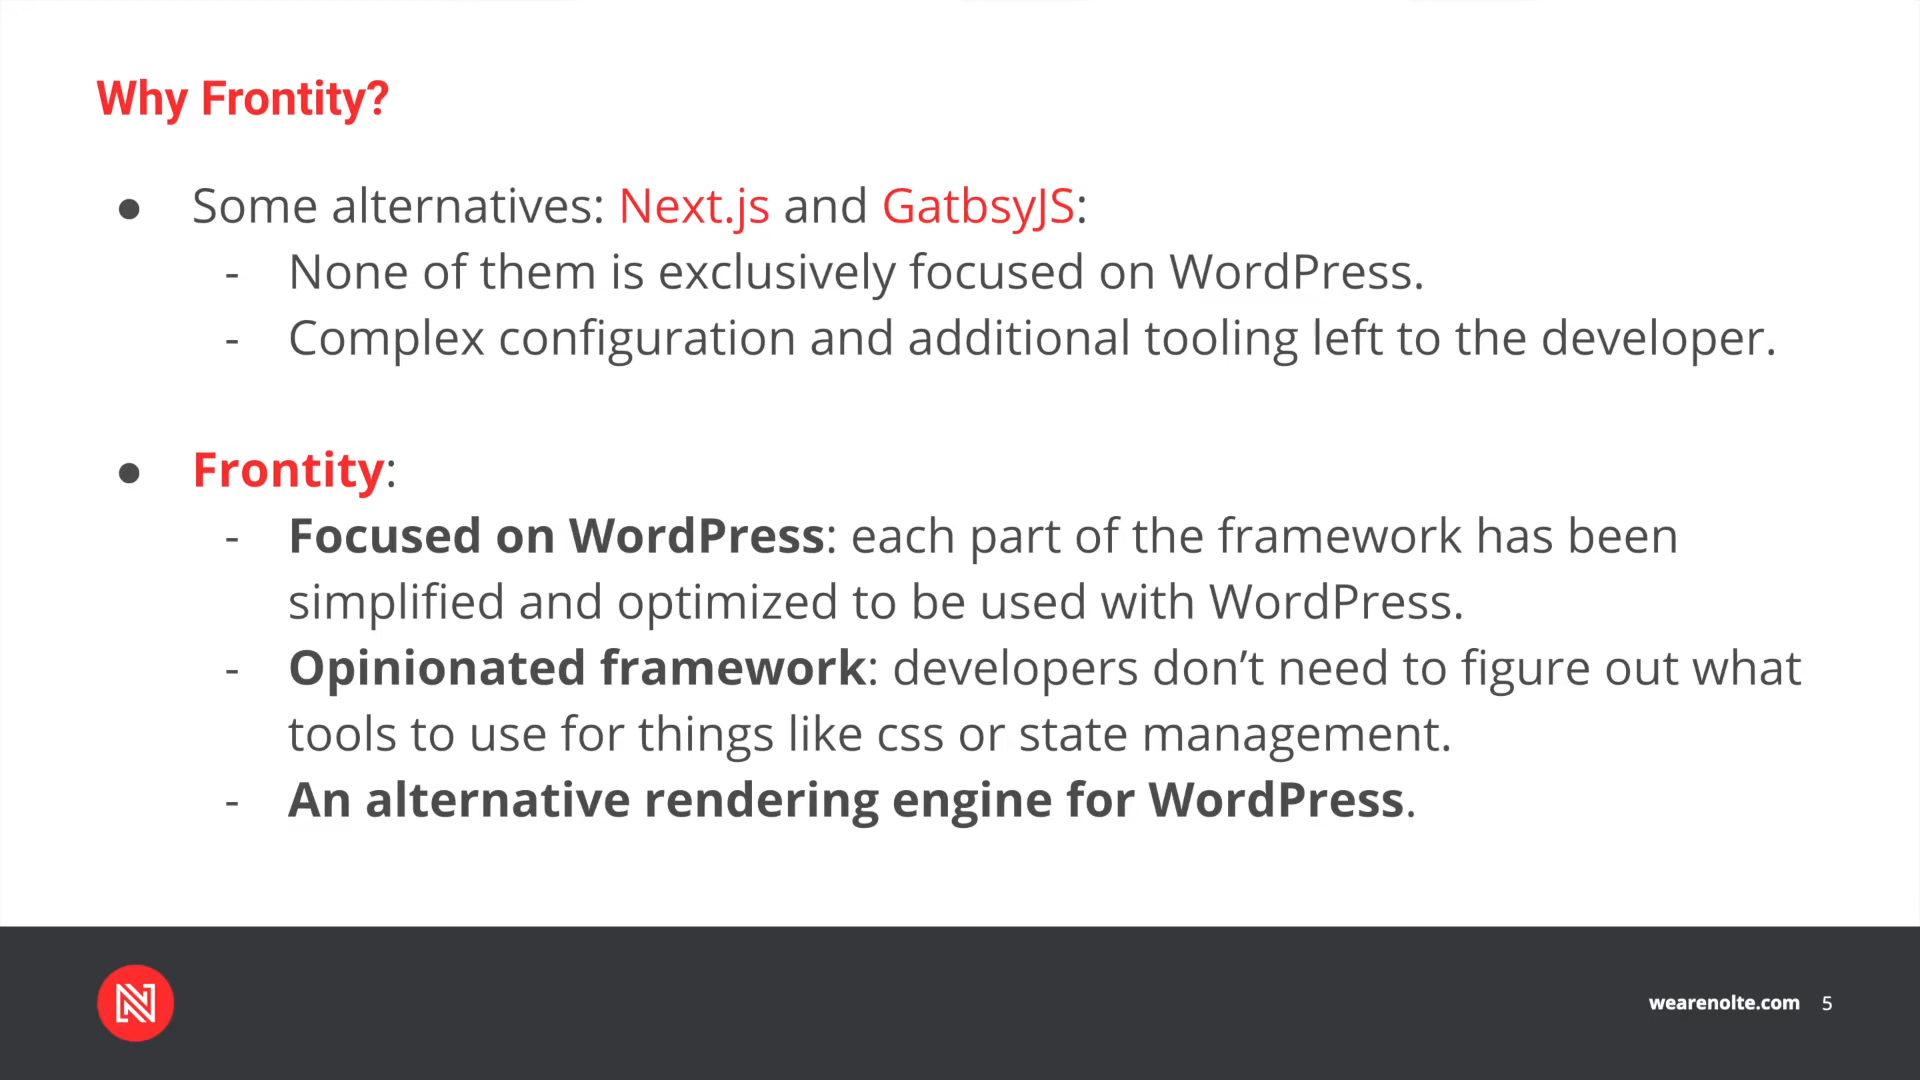 Why Frontity?
● Some alternatives: Next.js and GatbsyJS:
- None of them is exclusively focused on WordPress.
- Complex configuration and additional tooling left to the developer.
● Frontity:
- Focused on WordPress: each part of the framework has been
simplified and optimized to be used with WordPress.
- Opinionated framework: developers don’t need to figure out what
tools to use for things like css or state management.
- An alternative rendering engine for WordPress.
N
wearenolte.com 5